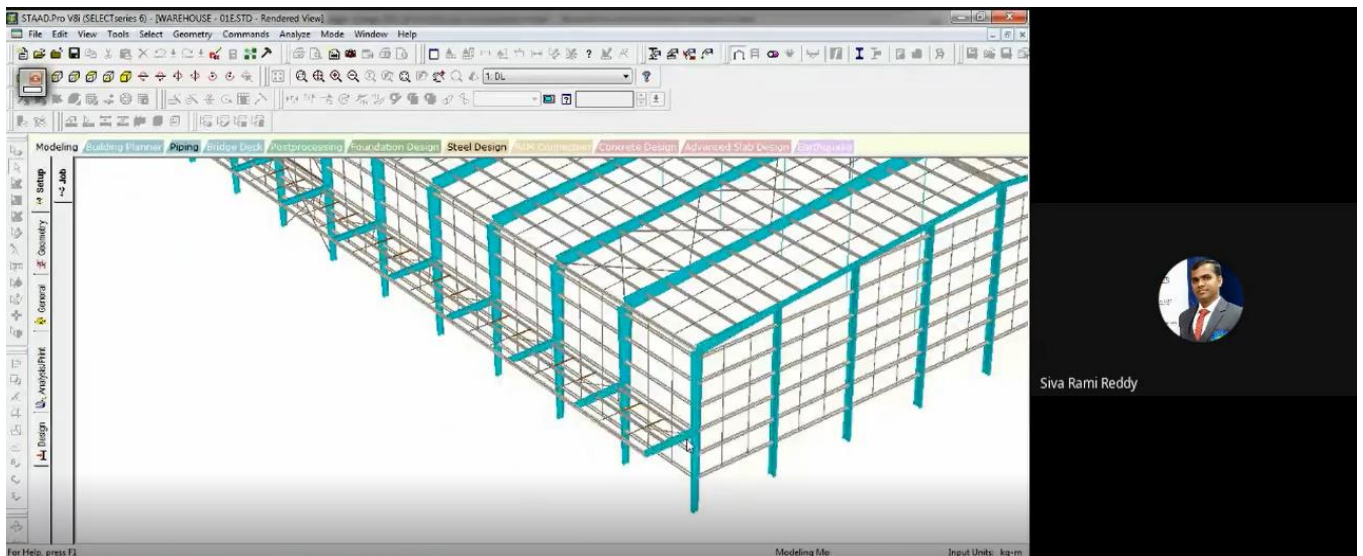 STAAD.Pro V8i (SELECTseries 6) - [WAREHOUSE - 01E.STD - Rendered View]
File Edit View Tools Select Geometry Commands Analyze Mode Window Help
1: DL
Modeling Building Planner Piping Bridge Deck Postprocessing Foundation Design Steel Design RAM Connection Concrete Design Advanced Slab Design Earthquake
Setup
Job
Geometry
General
Analysis/Print
Design
Siva Rami Reddy
For Help, press F1
Modeling Mo
Input Units: kg-m